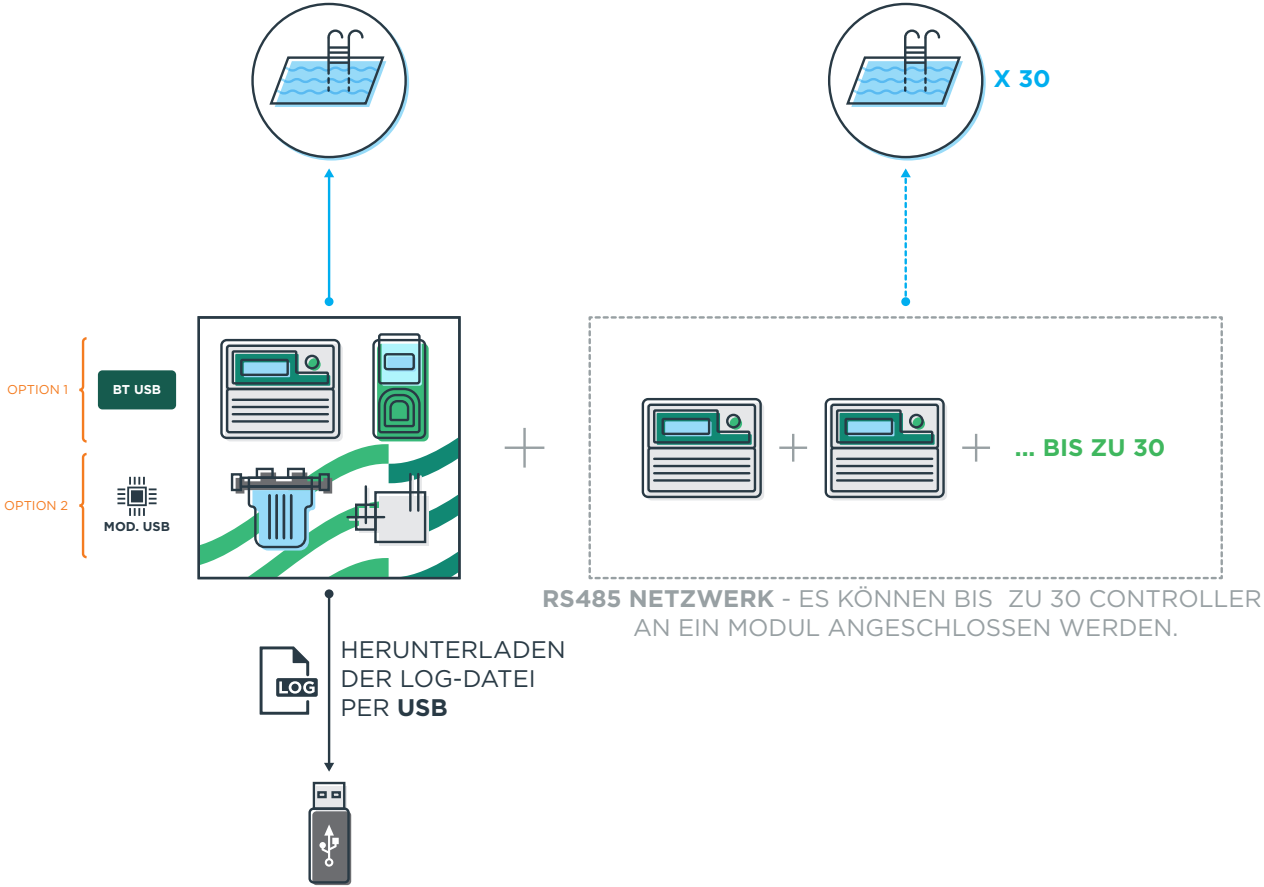 X 30
OPTION 1
BT USB
... BIS ZU 30
OPTION 2
MOD. USB
RS485 NETZWERK - ES KÖNNEN BIS ZU 30 CONTROLLER
AN EIN MODUL ANGESCHLOSSEN WERDEN.
LOG
HERUNTERLADEN
DER LOG-DATEI
PER USB